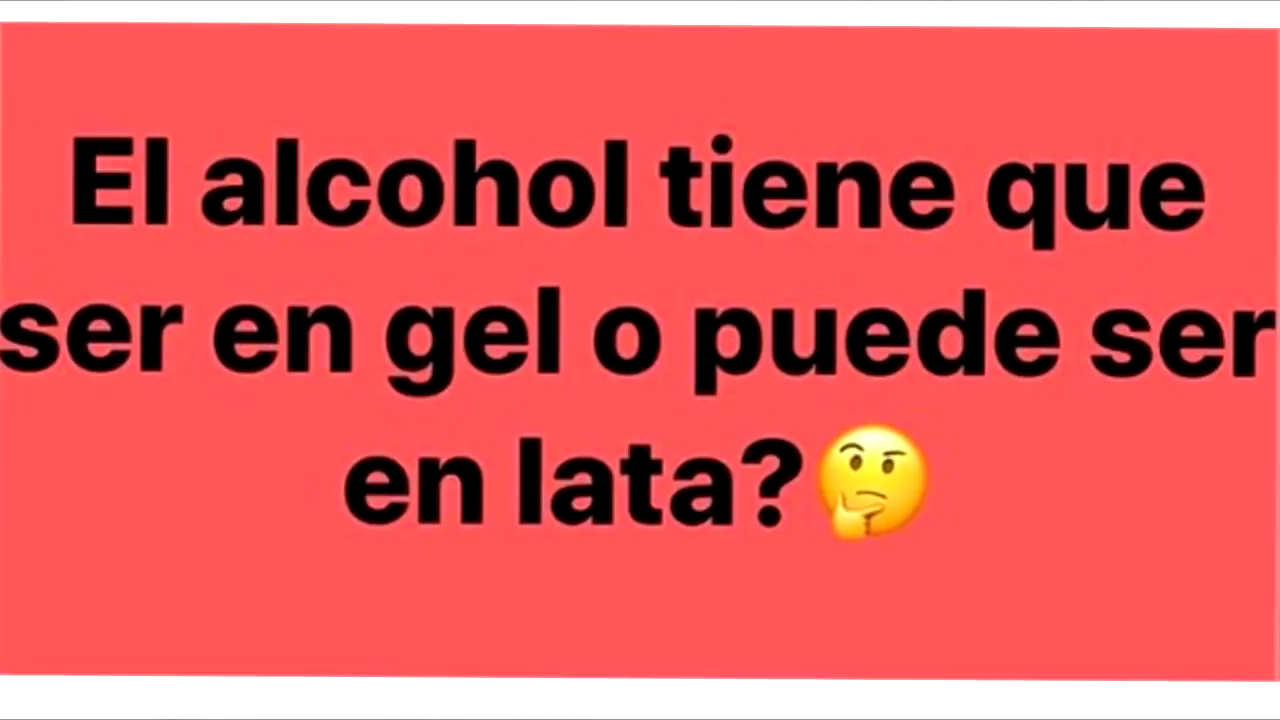 El alcohol tiene que
ser en gel o puede ser
en lata?🤔